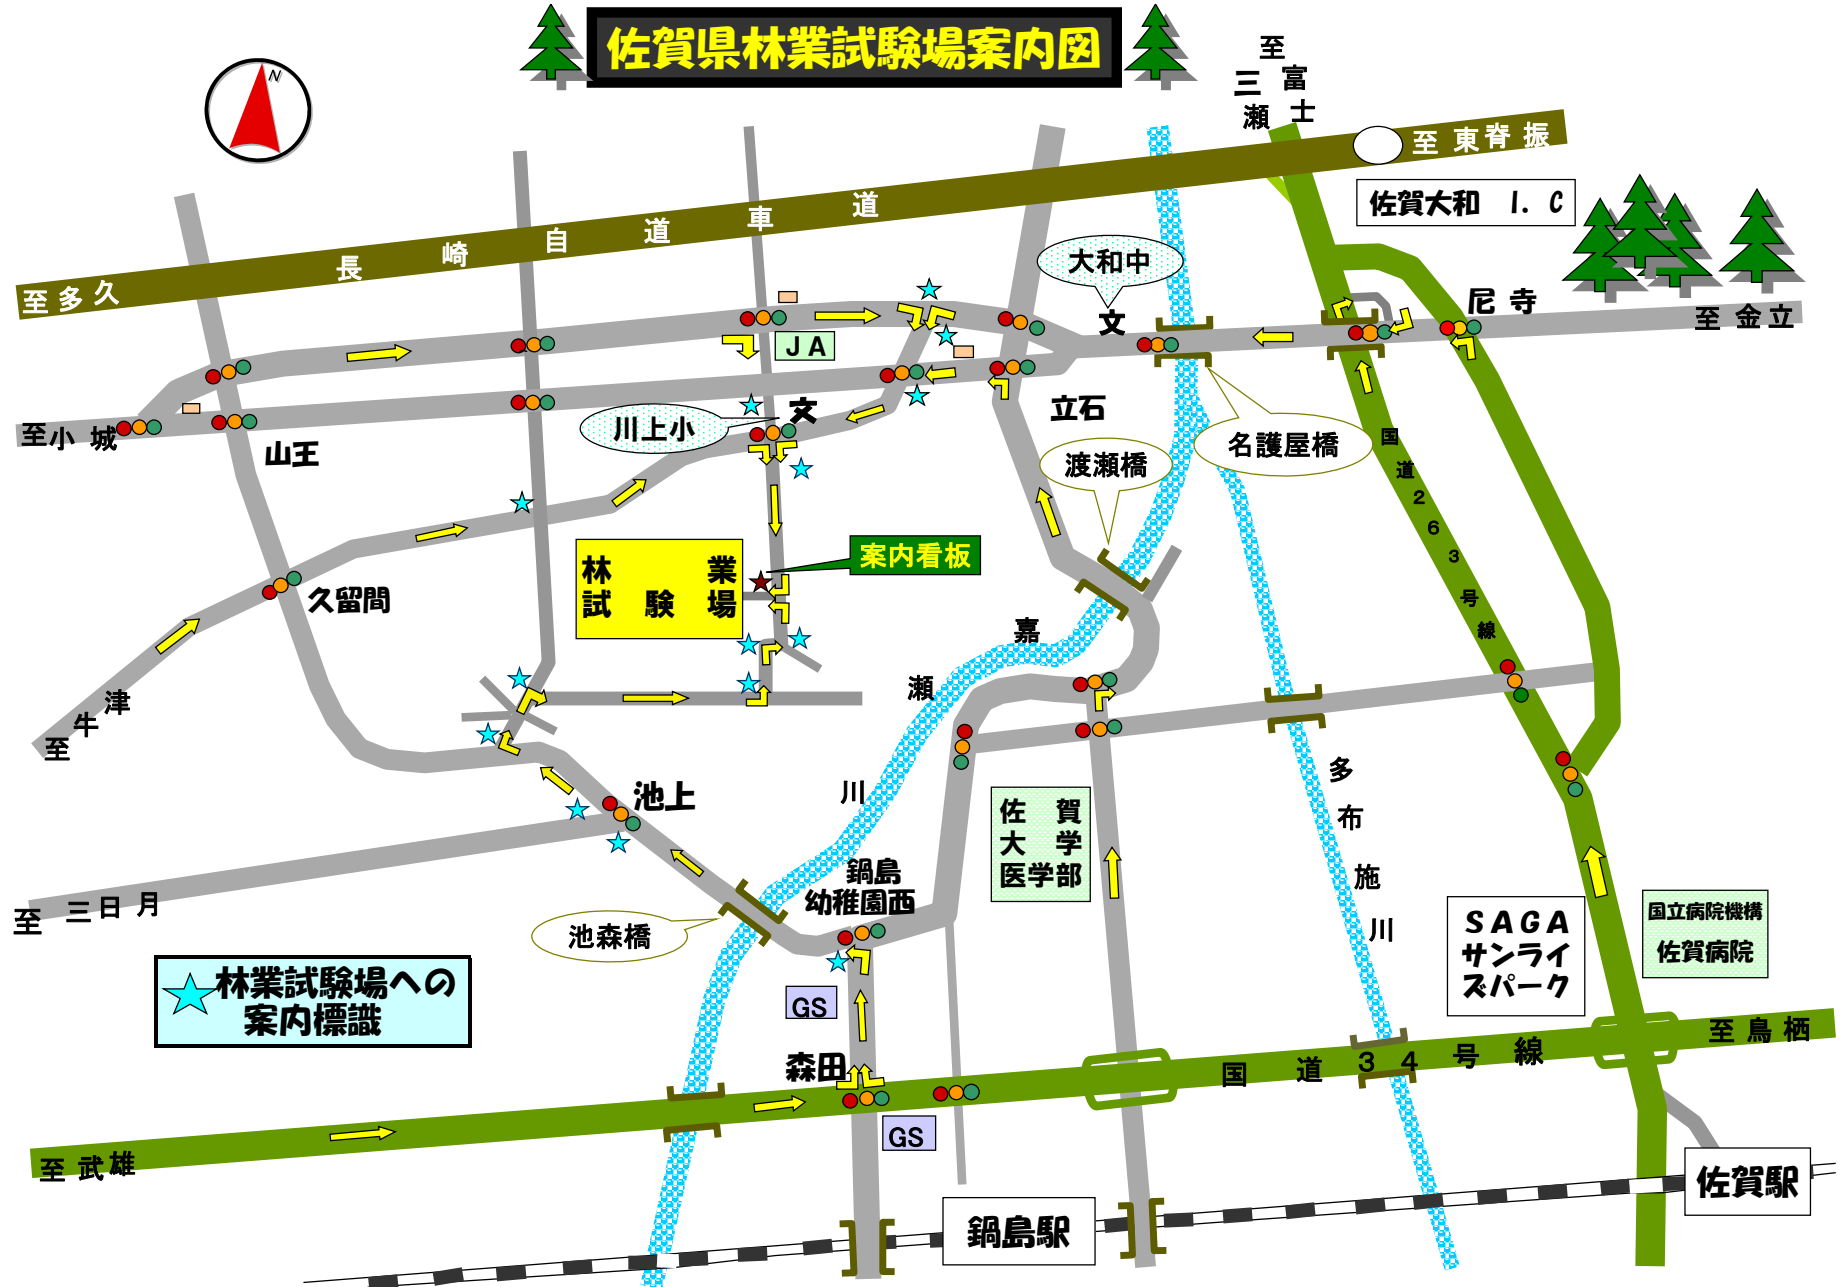 佐賀県林業試験場案内図
N
至富士
三瀬
至東脊振
佐賀大和 I. C
長崎自動車道
至多久
大和中
文
尼寺
至金立
JA
至小城
山王
川上小
文
立石
渡瀬橋
名護屋橋
国道263号線
林業
試験場
案内看板
久留間
嘉瀬川
至牛津
池上
多布施川
佐賀
大学
医学部
鍋島
幼稚園西
至三日月
池森橋
SAGA
サンライ
ズパーク
国立病院機構
佐賀病院
林業試験場への
案内標識
GS
森田
国道34号線
至鳥栖
GS
至武雄
鍋島駅
佐賀駅